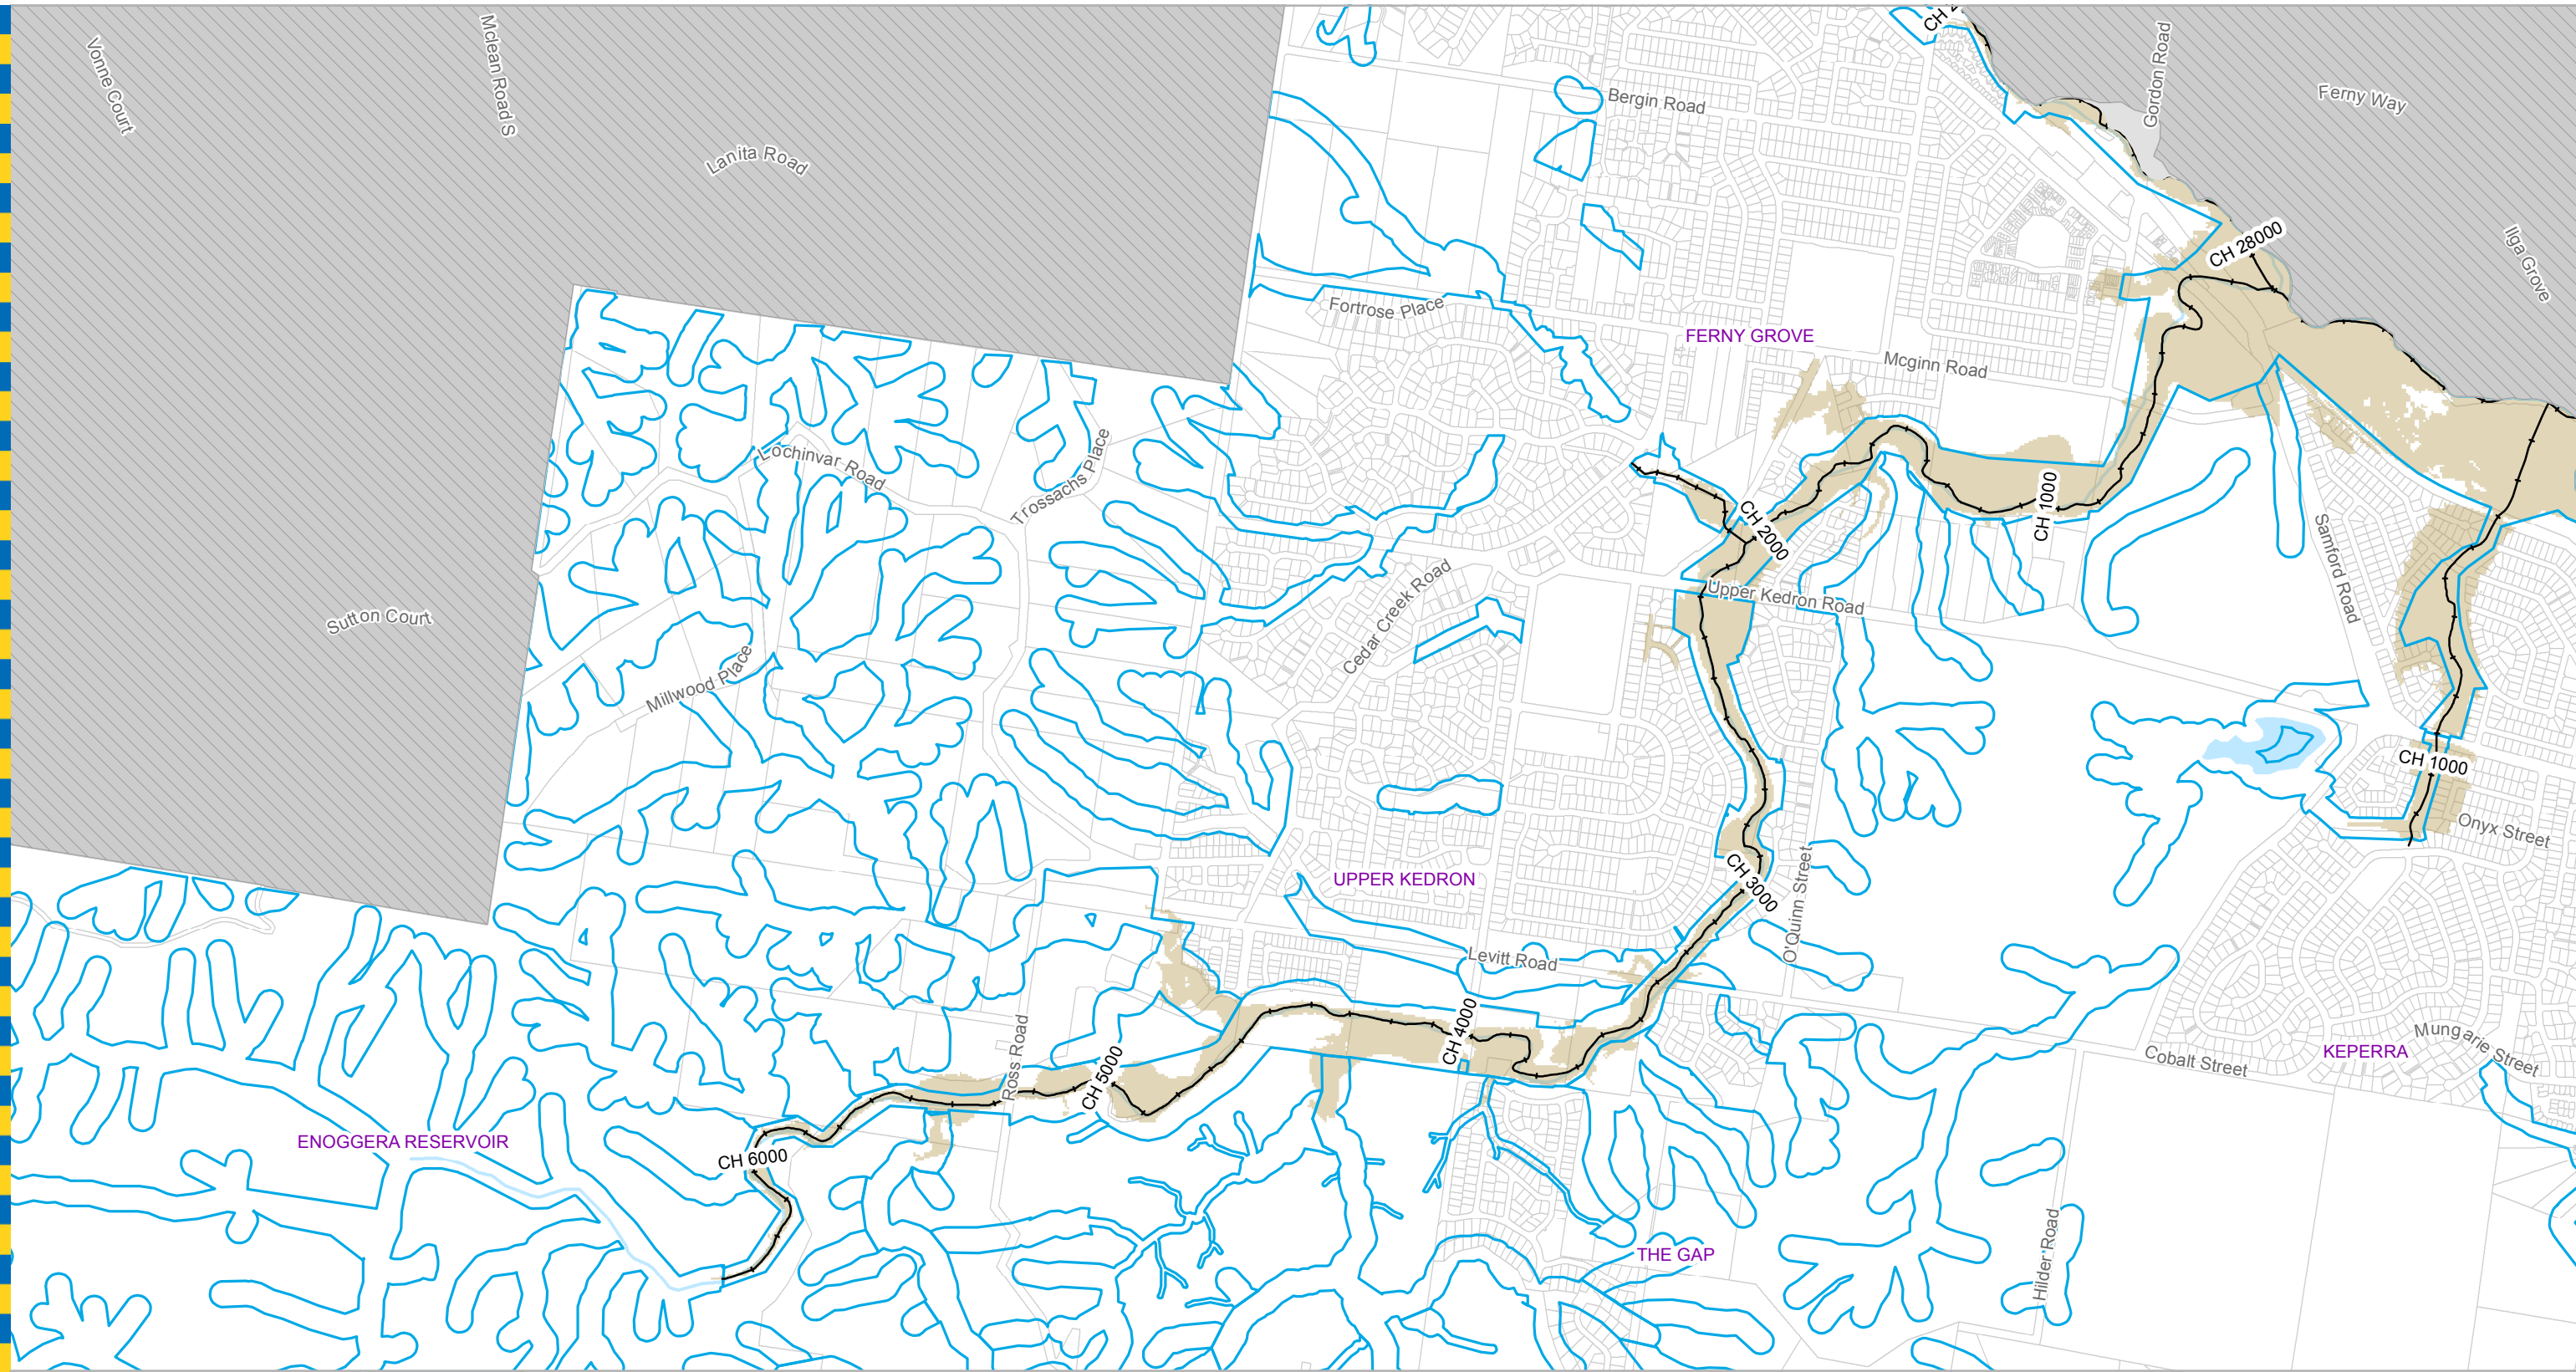 CH 2
Vonne Court
Mclean Road S
Gordon Road
Ferny Way
Bergin Road
Lanita Road
CH 28000
Ilga Grove
Fortrose Place
FERNY GROVE
Mcginn Road
Lochinvar Road
Trossachs Place
CH 1000
CH 2000
Samford Road
Upper Kedron Road
Cedar Creek Road
Sutton Court
Millwood Place
CH 1000
Onyx Street
UPPER KEDRON
CH 3000
O'Quinn Street
Levitt Road
CH 4000
Ross Road
CH 5000
Mungarie Street
KEPERRA
Cobalt Street
ENOGGERA RESERVOIR
CH 6000
THE GAP
Hilder Road